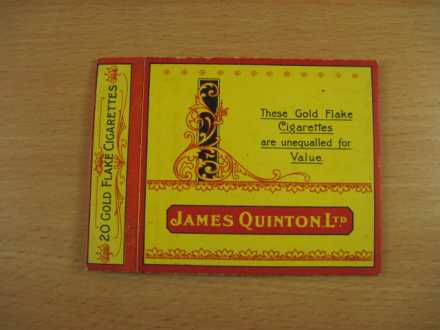 20 GOLD FLAKE CIGARETTES
These Gold Flake
Cigarettes
are unequalled for
Value
JAMES QUINTON. LTD